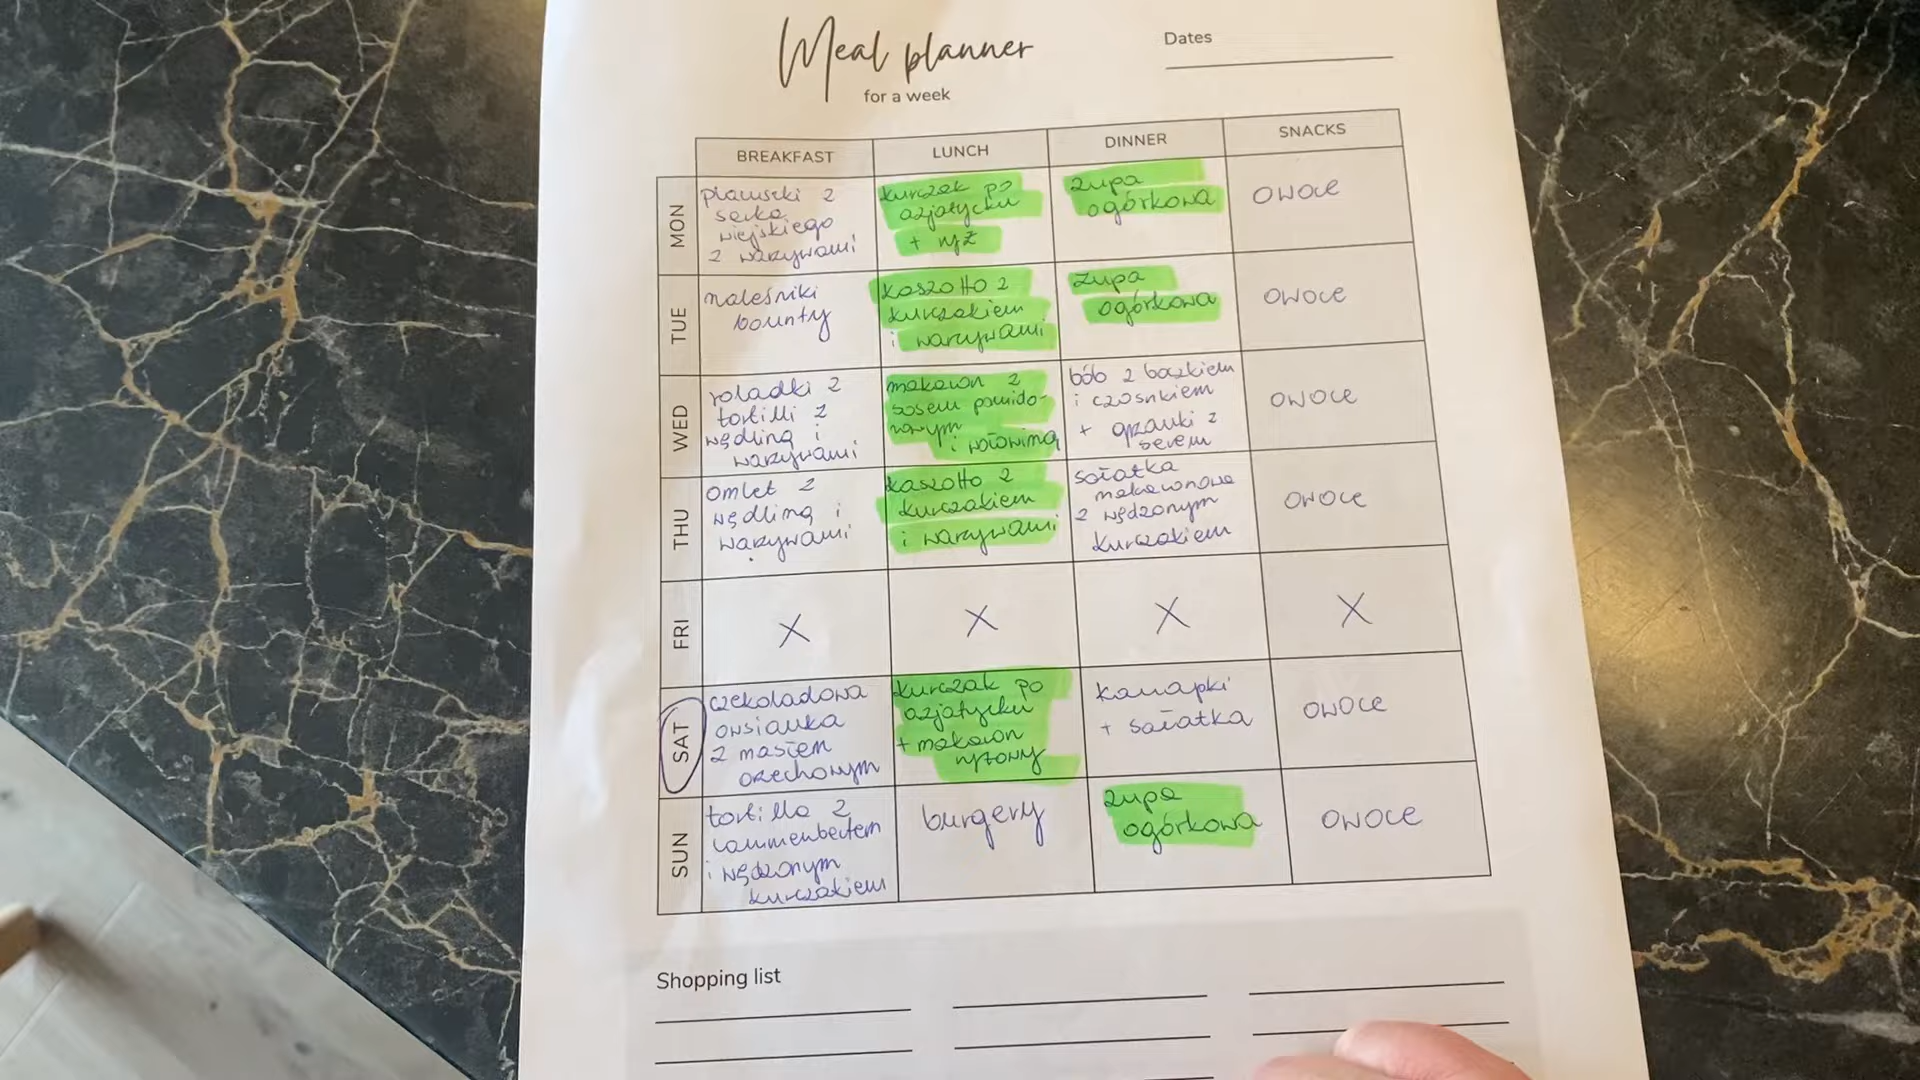 Meal planner
for a week
Dates
BREAKFAST
LUNCH
DINNER
SNACKS
MON
placuszki z
serka
wiejskiego
z warzywami
kurczak po
azjatycku
+ ryż
zupa
ogórkowa
owoce
TUE
naleśniki
bounty
kaszotto z
kurczakiem
i warzywami
zupa
ogórkowa
owoce
WED
roladki z
tortilli z
wędliną i
warzywami
makaron z
sosem pomido-
rowym
i wołowiną
bób z boczkiem
i czosnkiem
+ grzanki z
serem
owoce
THU
omlet z
wędliną i
warzywami
kaszotto z
kurczakiem
i warzywami
sałatka
makaronowa
z wędzonym
kurczakiem
owoce
FRI
X
X
X
X
SAT
czekoladowa
owsianka
z masłem
orzechowym
kurczak po
azjatycku
+ makaron
ryżowy
kanapki
+ sałatka
owoce
SUN
tortilla z
cammembertem
i wędzonym
kurczakiem
burgery
zupa
ogórkowa
owoce
Shopping list